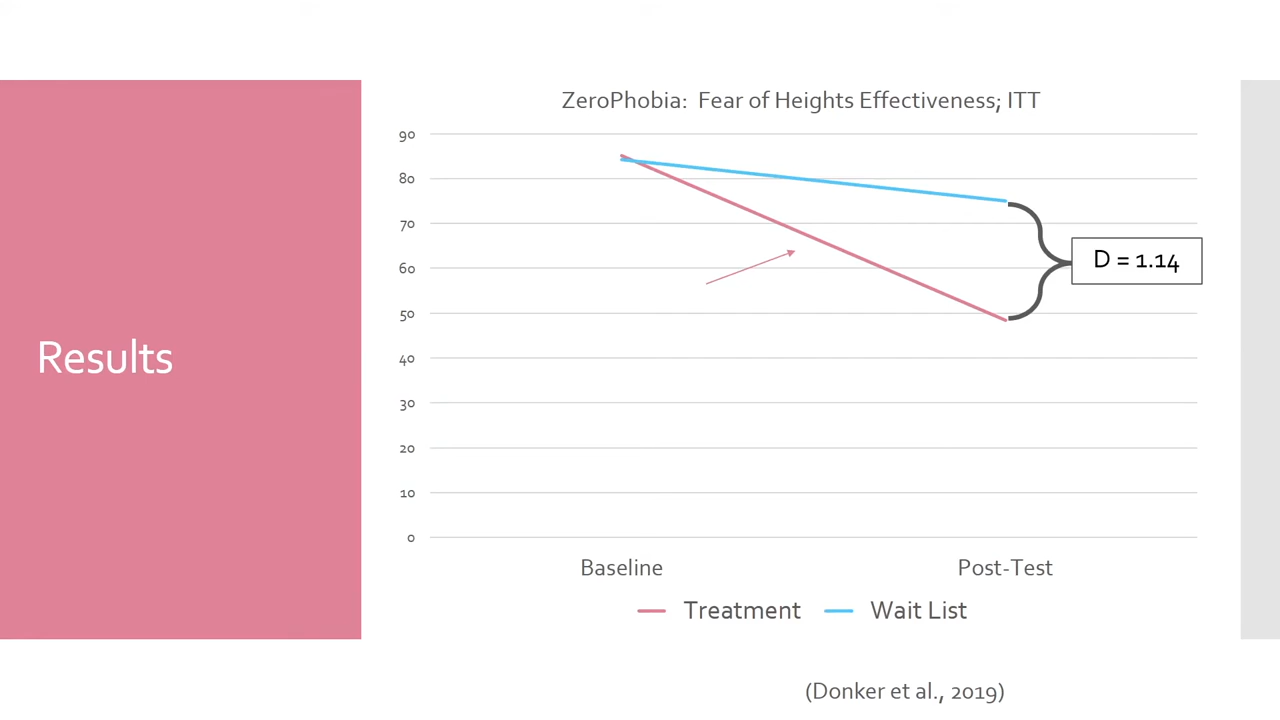 ZeroPhobia: Fear of Heights Effectiveness; ITT
90
80
70
60
50
40
30
20
10
0
D = 1.14
Results
Baseline Post-Test
Treatment Wait List
(Donker et al., 2019)